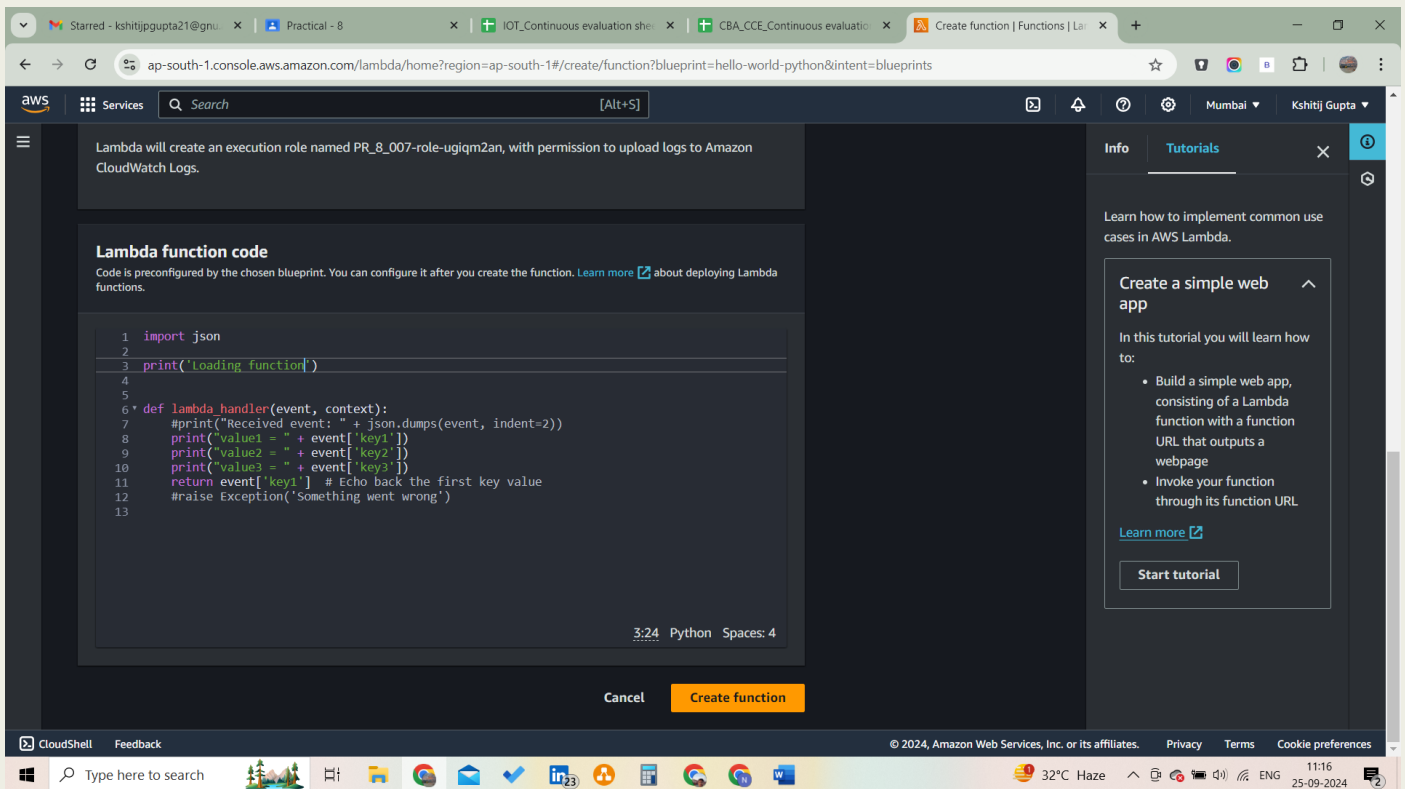 Starred - kshitijpgupta21@gnu.
Practical - 8
IOT_Continuous evaluation shee
CBA_CCE_Continuous evaluatio
Create function | Functions | La
ap-south-1.console.aws.amazon.com/lambda/home?region=ap-south-1#/create/function?blueprint=hello-world-python&intent=blueprints
aws
Services
Search
[Alt+S]
Mumbai
Kshitij Gupta
Lambda will create an execution role named PR_8_007-role-ugiqm2an, with permission to upload logs to Amazon
CloudWatch Logs.
Lambda function code
Code is preconfigured by the chosen blueprint. You can configure it after you create the function. Learn more about deploying Lambda
functions.
1 import json
2
3 print('Loading function')
4
5
6 def lambda_handler(event, context):
7 #print("Received event: " + json.dumps(event, indent=2))
8 print("value1 = " + event['key1'])
9 print("value2 = " + event['key2'])
10 print("value3 = " + event['key3'])
11 return event['key1']  # Echo back the first key value
12 #raise Exception('Something went wrong')
13
3:24 Python Spaces: 4
Cancel
Create function
Info
Tutorials
Learn how to implement common use
cases in AWS Lambda.
Create a simple web
app
In this tutorial you will learn how
to:
• Build a simple web app,
consisting of a Lambda
function with a function
URL that outputs a
webpage
• Invoke your function
through its function URL
Learn more
Start tutorial
CloudShell
Feedback
© 2024, Amazon Web Services, Inc. or its affiliates.
Privacy
Terms
Cookie preferences
Type here to search
23
1
32°C Haze
ENG
11:16
25-09-2024
2